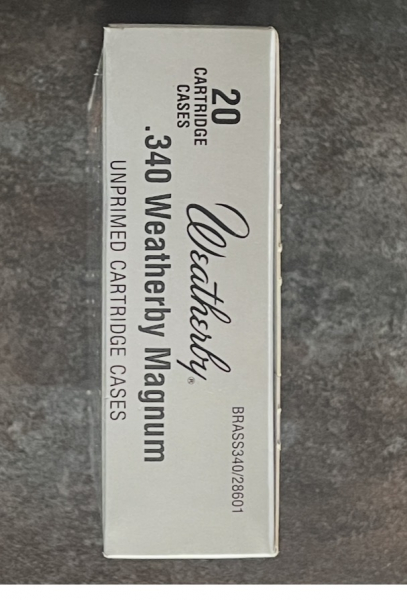 20
CARTRIDGE
CASES
Weatherby®
BRASS340/28601
.340 Weatherby Magnum
UNPRIMED CARTRIDGE CASES